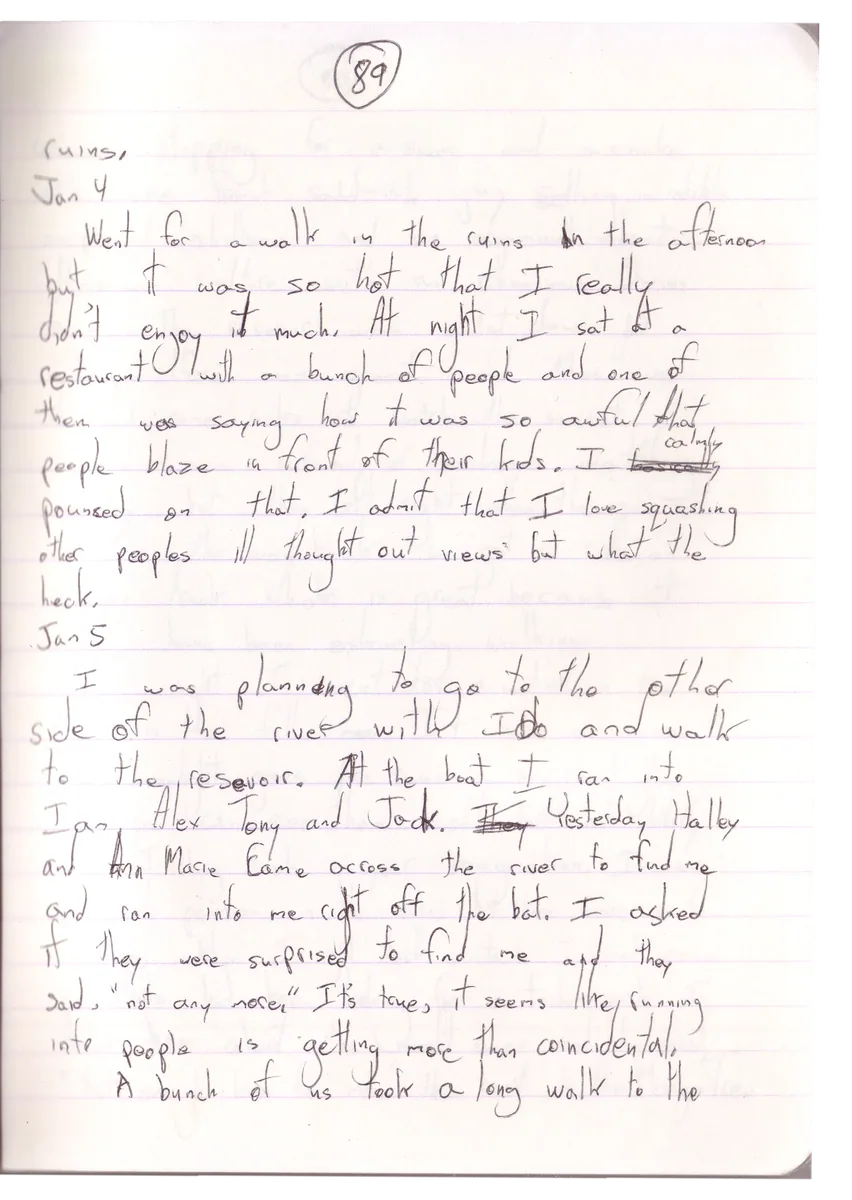 89
ruins.
Jan 4
Went for a walk in the ruins In the afternoon
but it was so hot that I really
didn't enjoy it much. At night I sat at a
restaurant with a bunch of people and one of
them was saying how it was so awful that
people blaze in front of their kids. I basically calmly
pounsed on that. I admit that I love squashing
other peoples ill thought out views but what the
heck.
Jan 5
I was planning to go to the other
side of the river with Ido and walk
to the resevoir. At the boat I ran into
Ian, Alex Tony and Jack. They Yesterday Halley
and Ann Marie Came across the river to find me
and ran into me right off the bat. I asked
if they were surprised to find me and they
said, "not any more." It's true, it seems like running
into people is getting more than coincidental.
A bunch of us took a long walk to the